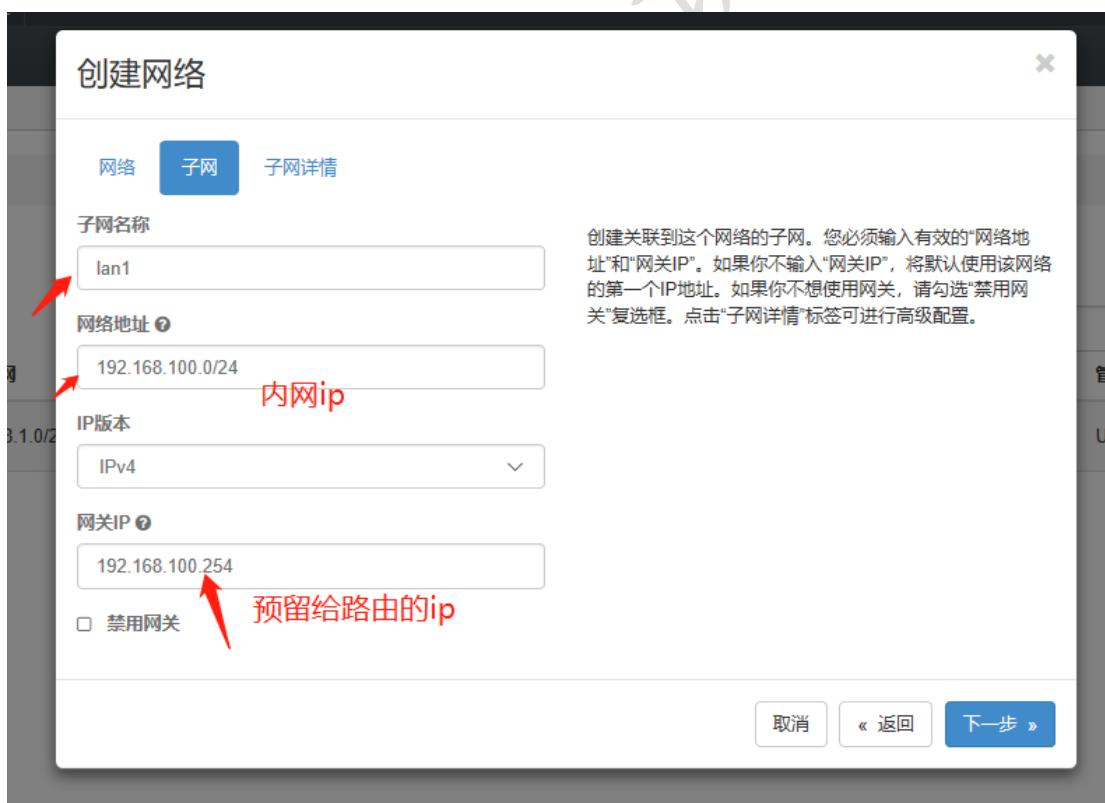 创建网络
网络 子网 子网详情
子网名称
lan1
网络地址
192.168.100.0/24
内网ip
IP版本
IPv4
网关IP
192.168.100.254
预留给路由的ip
禁用网关
创建关联到这个网络的子网。您必须输入有效的“网络地
址”和“网关IP”。如果你不输入“网关IP”，将默认使用该网络
的第一个IP地址。如果你不想使用网关，请勾选“禁用网
关”复选框。点击“子网详情”标签可进行高级配置。
3.1.0/2
取消 « 返回 下一步 »